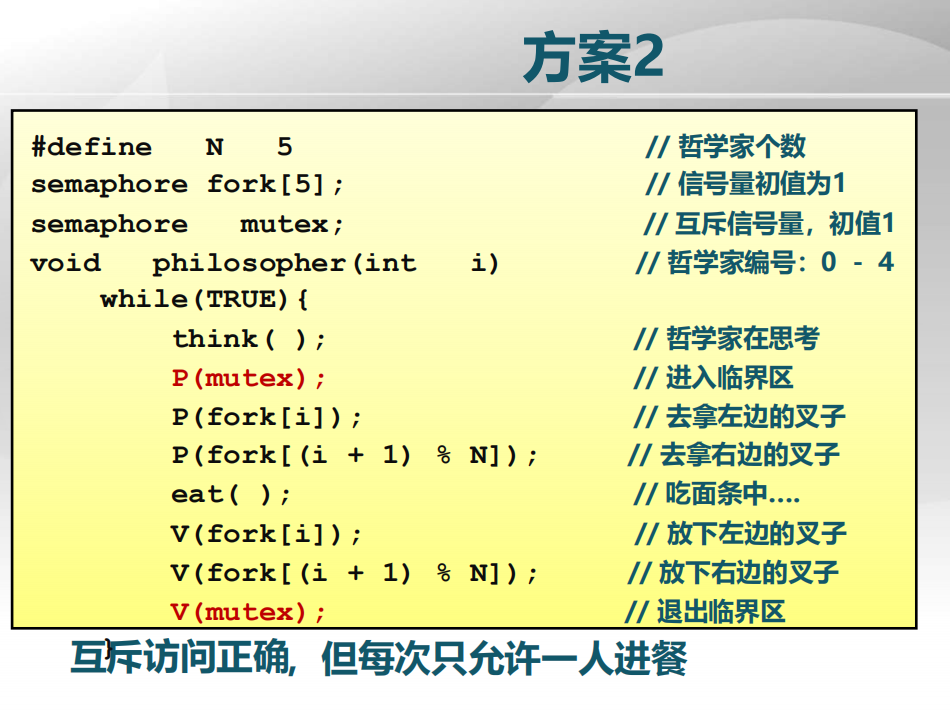 方案2
#define N 5 // 哲学家个数
semaphore fork[5]; // 信号量初值为1
semaphore mutex; // 互斥信号量，初值1
void philosopher(int i) // 哲学家编号：0 - 4
while(TRUE){
think( ); // 哲学家在思考
P(mutex); // 进入临界区
P(fork[i]); // 去拿左边的叉子
P(fork[(i + 1) % N]); // 去拿右边的叉子
eat( ); // 吃面条中….
V(fork[i]); // 放下左边的叉子
V(fork[(i + 1) % N]); // 放下右边的叉子
V(mutex); // 退出临界区
}
互斥访问正确，但每次只允许一人进餐